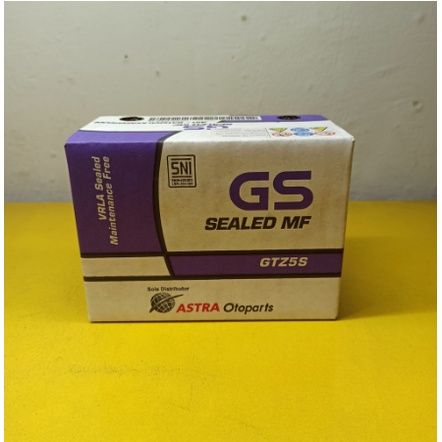 VRLA Sealed
Maintenance Free
SNI
GS
SEALED MF
GTZ5S
Sole Distributor
ASTRA Otoparts